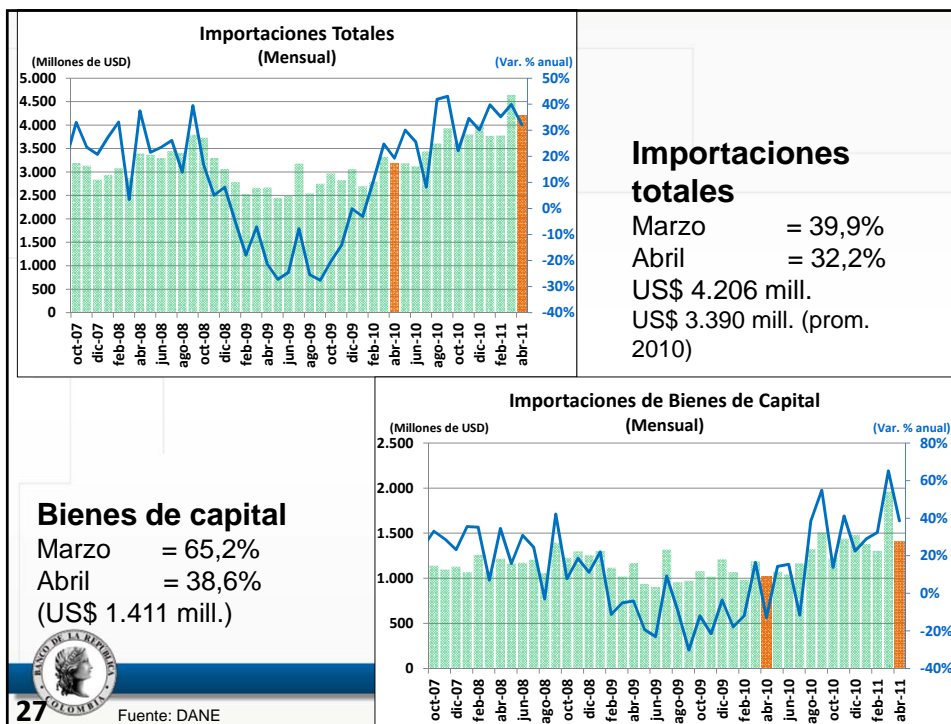 Importaciones Totales
(Mensual)
(Millones de USD)
(Var. % anual)
5.000
4.500
4.000
3.500
3.000
2.500
2.000
1.500
1.000
500
0
50%
40%
30%
20%
10%
0%
-10%
-20%
-30%
-40%
oct-07
dic-07
feb-08
abr-08
jun-08
ago-08
oct-08
dic-08
feb-09
abr-09
jun-09
ago-09
oct-09
dic-09
feb-10
abr-10
jun-10
ago-10
oct-10
dic-10
feb-11
abr-11
Importaciones
totales
Marzo = 39,9%
Abril = 32,2%
US$ 4.206 mill.
US$ 3.390 mill. (prom.
2010)
Bienes de capital
Marzo = 65,2%
Abril = 38,6%
(US$ 1.411 mill.)
Importaciones de Bienes de Capital
(Mensual)
(Millones de USD)
(Var. % anual)
2.500
2.000
1.500
1.000
500
0
80%
60%
40%
20%
0%
-20%
-40%
oct-07
dic-07
feb-08
abr-08
jun-08
ago-08
oct-08
dic-08
feb-09
abr-09
jun-09
ago-09
oct-09
dic-09
feb-10
abr-10
jun-10
ago-10
oct-10
dic-10
feb-11
abr-11
BANCO DE LA REPÚBLICA
COLOMBIA
27
Fuente: DANE